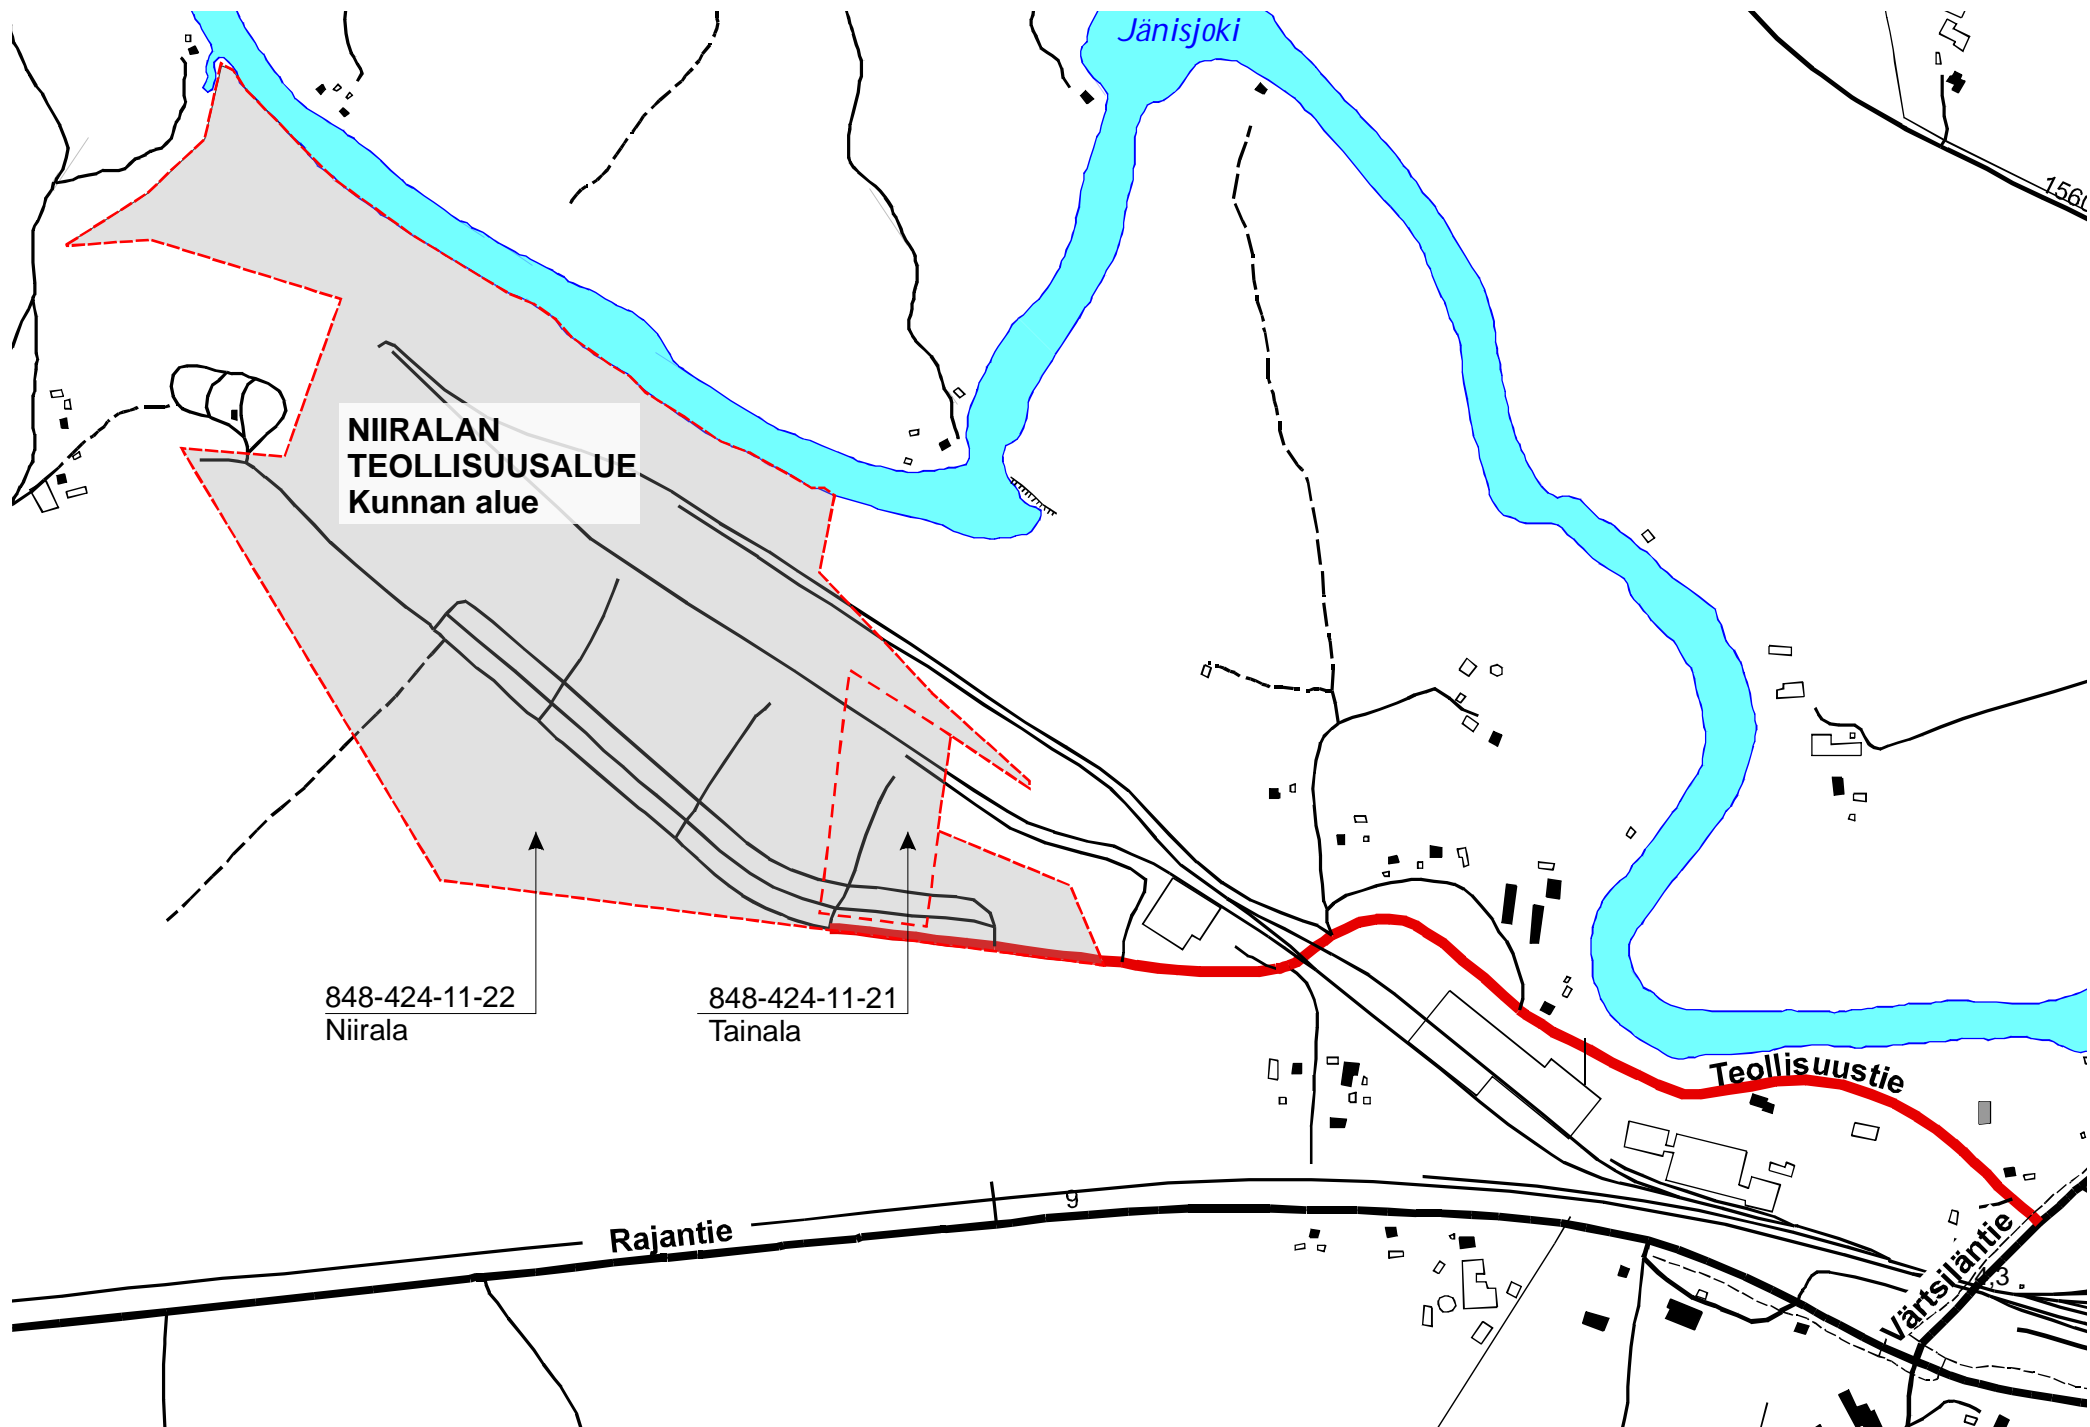 Jänisjoki
NIIRALAN
TEOLLISUUSALUE
Kunnan alue
848-424-11-22
Niirala
848-424-11-21
Tainala
Teollisuustie
Rajantie
9
Värtsiläntie